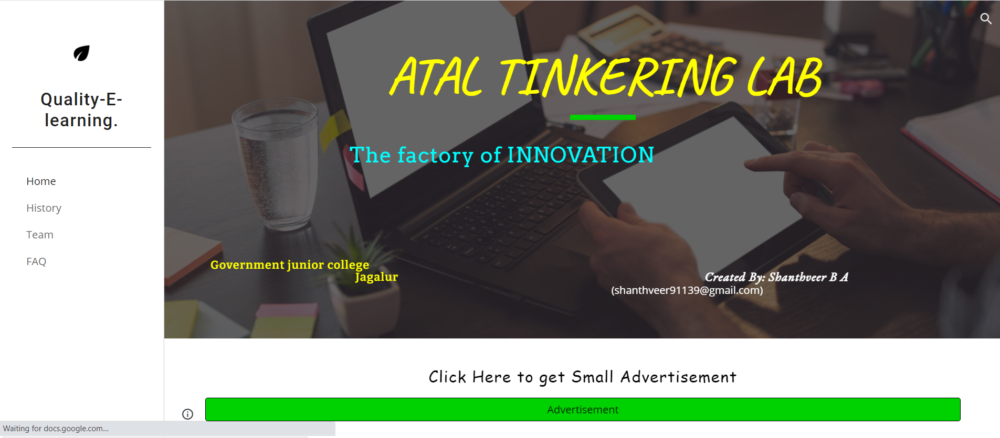 Quality-E-
learning.
Home
History
Team
FAQ
ATAL TINKERING LAB
The factory of INNOVATION
Government junior college
Jagalur
Created By: Shanthveer B A
(shanthveer91139@gmail.com)
Click Here to get Small Advertisement
Advertisement
Waiting for docs.google.com...